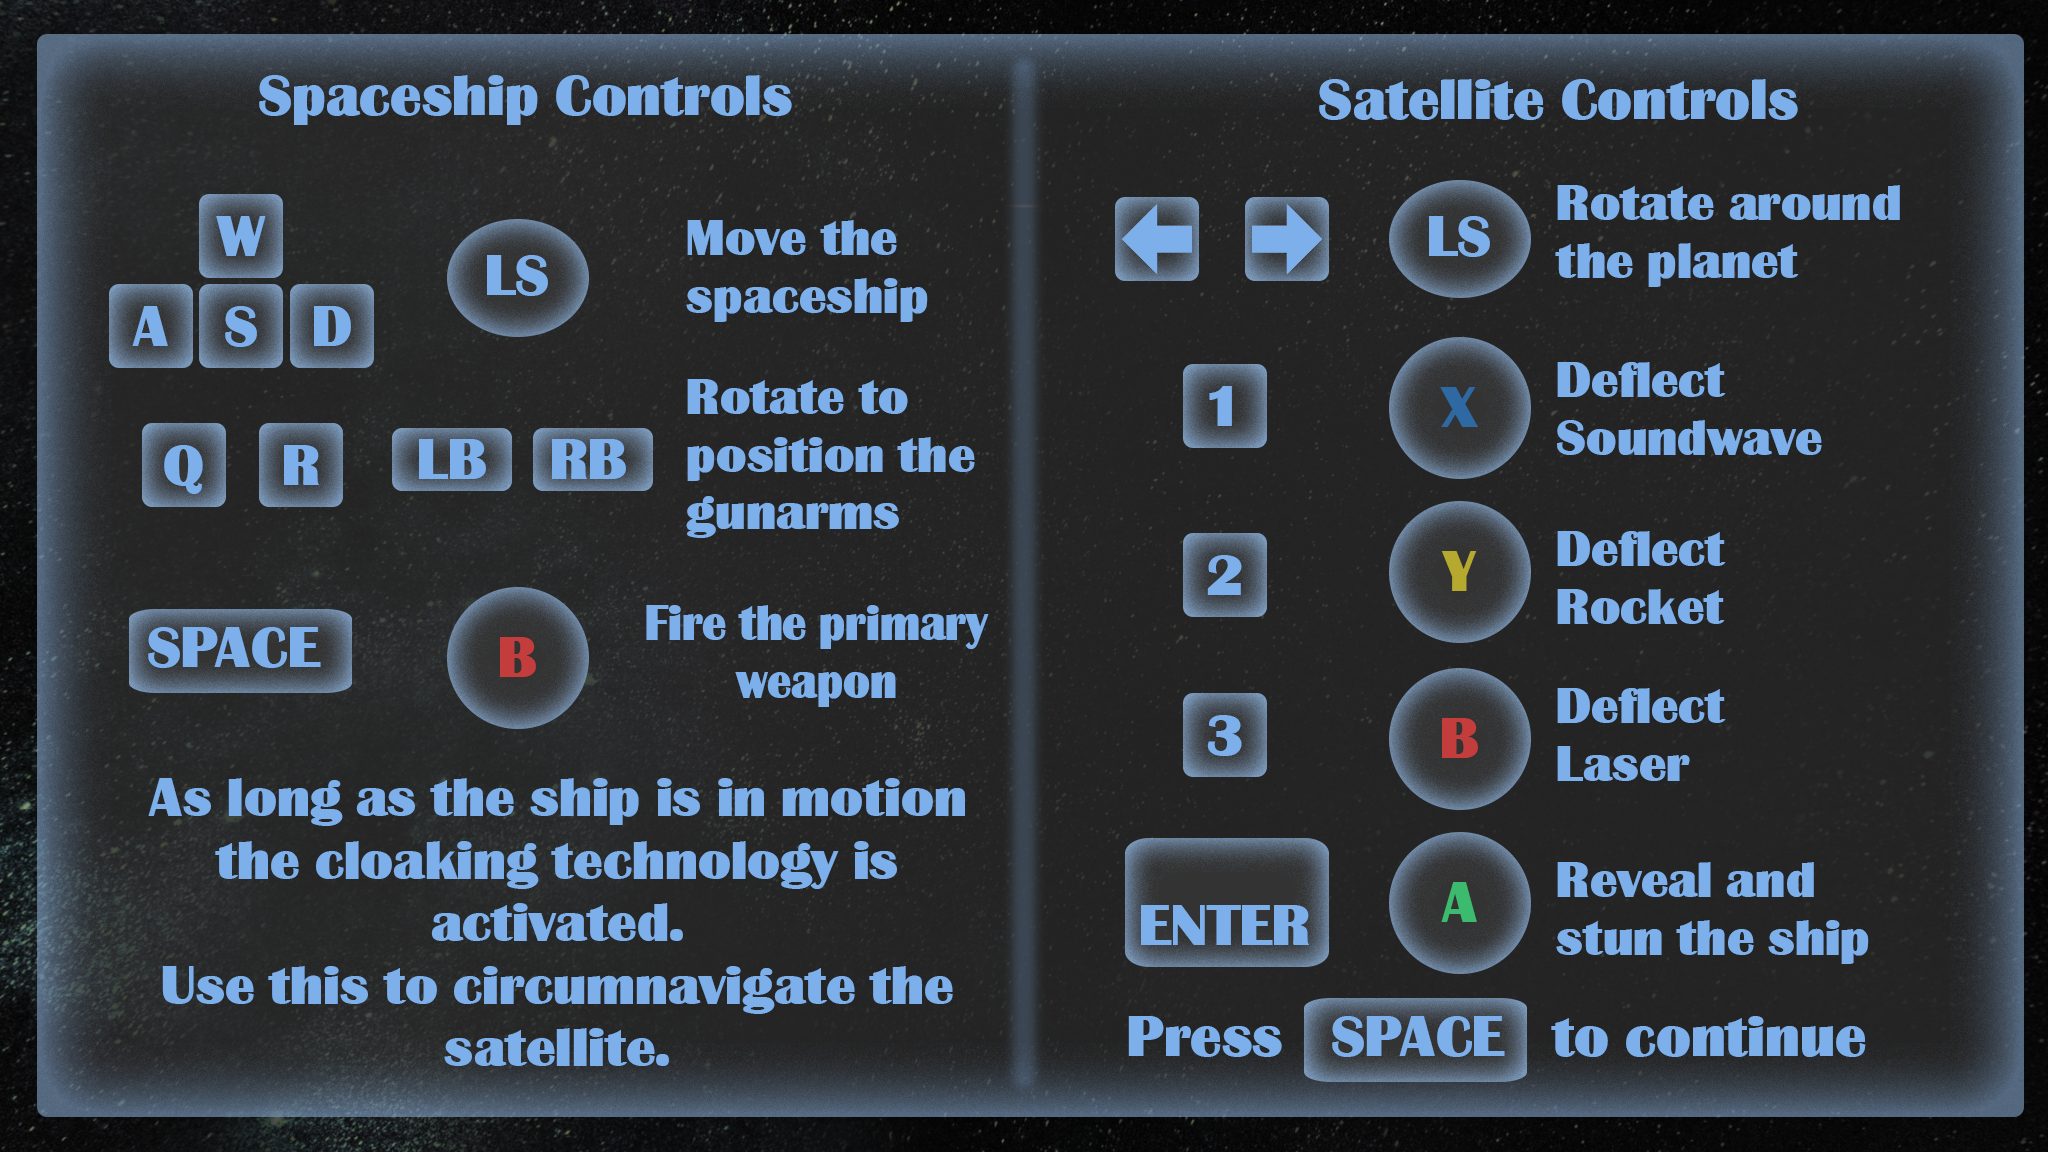 Spaceship Controls
W
A S D
LS
Move the
spaceship
Q R
LB RB
Rotate to
position the
gunarms
SPACE
B
Fire the primary
weapon
As long as the ship is in motion
the cloaking technology is
activated.
Use this to circumnavigate the
satellite.
Satellite Controls
LS
Rotate around
the planet
1
X
Deflect
Soundwave
2
Y
Deflect
Rocket
3
B
Deflect
Laser
ENTER
A
Reveal and
stun the ship
Press SPACE to continue